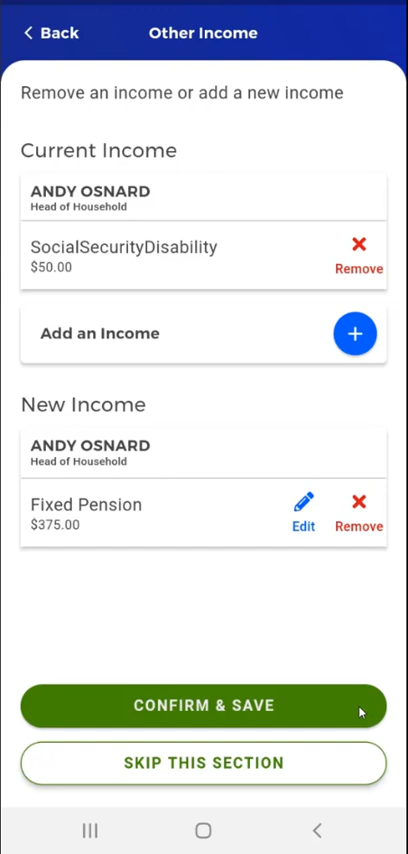 Back
Other Income
Remove an income or add a new income
Current Income
ANDY OSNARD
Head of Household
SocialSecurityDisability
$50.00
Remove
Add an Income
New Income
ANDY OSNARD
Head of Household
Fixed Pension
$375.00
Edit
Remove
CONFIRM & SAVE
SKIP THIS SECTION